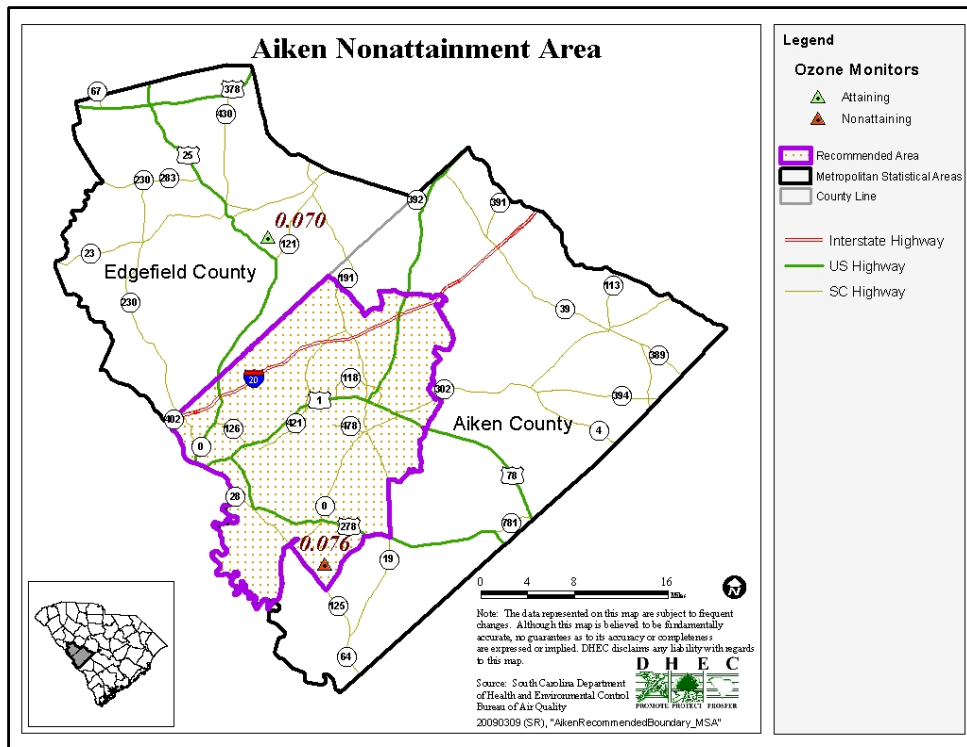 Aiken Nonattainment Area
67
378
430
25
230
283
392
391
0.070
121
23
Edgefield County
191
113
230
39
389
20
118
302
394
1
402
126
421
478
Aiken County
4
0
78
28
0
278
781
0.076
19
125
64
0 4 8 16
Miles
Note: The data represented on this map are subject to frequent
changes. Although this map is believed to be fundamentally
accurate, no guarantees as to its accuracy or completeness
are expressed or implied. DHEC disclaims any liability with regards
to this map.
D H E C
PROMOTE PROTECT PROSPER
Source: South Carolina Department
of Health and Environmental Control
Bureau of Air Quality
20090309 (SR), "AikenRecommendedBoundary_MSA"
Legend
Ozone Monitors
Attaining
Nonattaining
Recommended Area
Metropolitan Statistical Areas
County Line
Interstate Highway
US Highway
SC Highway